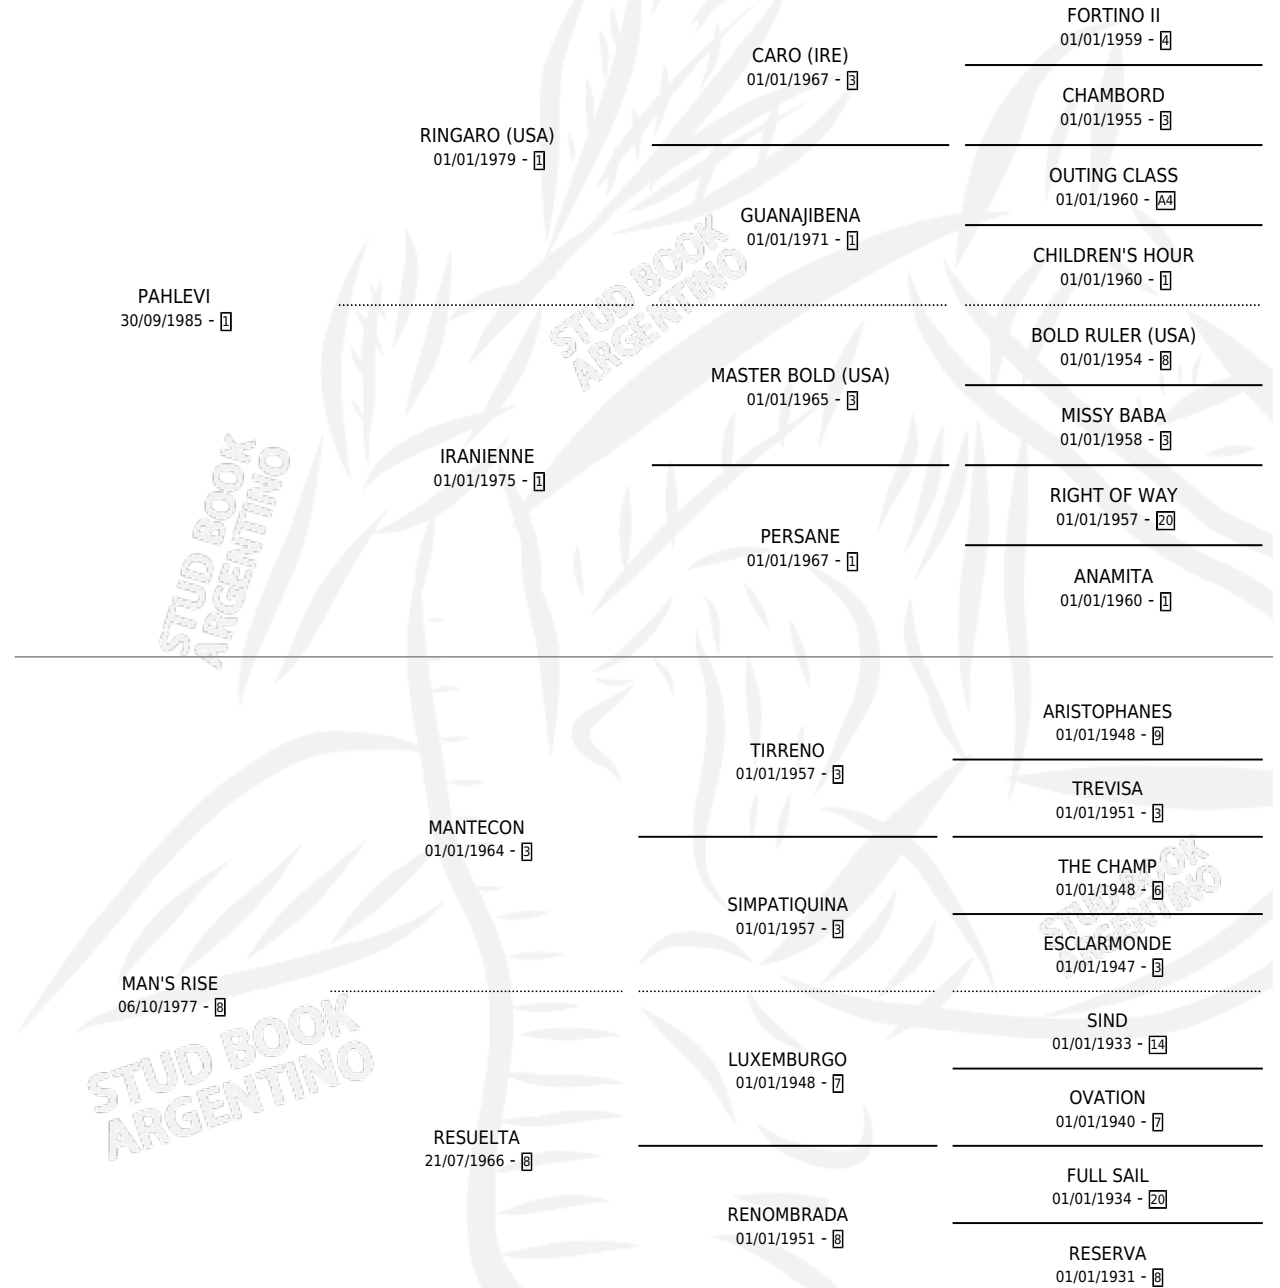 FORTINO II
01/01/1959 - 4
CARO (IRE)
01/01/1967 - 3
CHAMBORD
01/01/1955 - 3
RINGARO (USA)
01/01/1979 - 1
OUTING CLASS
01/01/1960 - A4
GUANAJIBENA
01/01/1971 - 1
CHILDREN'S HOUR
01/01/1960 - 1
PAHLEVI
30/09/1985 - 1
BOLD RULER (USA)
01/01/1954 - 8
MASTER BOLD (USA)
01/01/1965 - 3
MISSY BABA
01/01/1958 - 3
IRANIENNE
01/01/1975 - 1
RIGHT OF WAY
01/01/1957 - 20
PERSANE
01/01/1967 - 1
ANAMITA
01/01/1960 - 1
STUD BOOK
ARGENTINO
STUD BOOK
ARGENTINO
ARISTOPHANES
01/01/1948 - 9
TIRRENO
01/01/1957 - 3
TREVISA
01/01/1951 - 3
MANTECON
01/01/1964 - 3
THE CHAMP
01/01/1948 - 6
SIMPATIQUINA
01/01/1957 - 3
ESCLARMONDE
01/01/1947 - 3
MAN'S RISE
06/10/1977 - 8
SIND
01/01/1933 - 14
LUXEMBURGO
01/01/1948 - 7
OVATION
01/01/1940 - 7
RESUELTA
21/07/1966 - 8
FULL SAIL
01/01/1934 - 20
RENOMBRADA
01/01/1951 - 8
RESERVA
01/01/1931 - 8
STUD BOOK
ARGENTINO
STUD BOOK
ARGENTINO